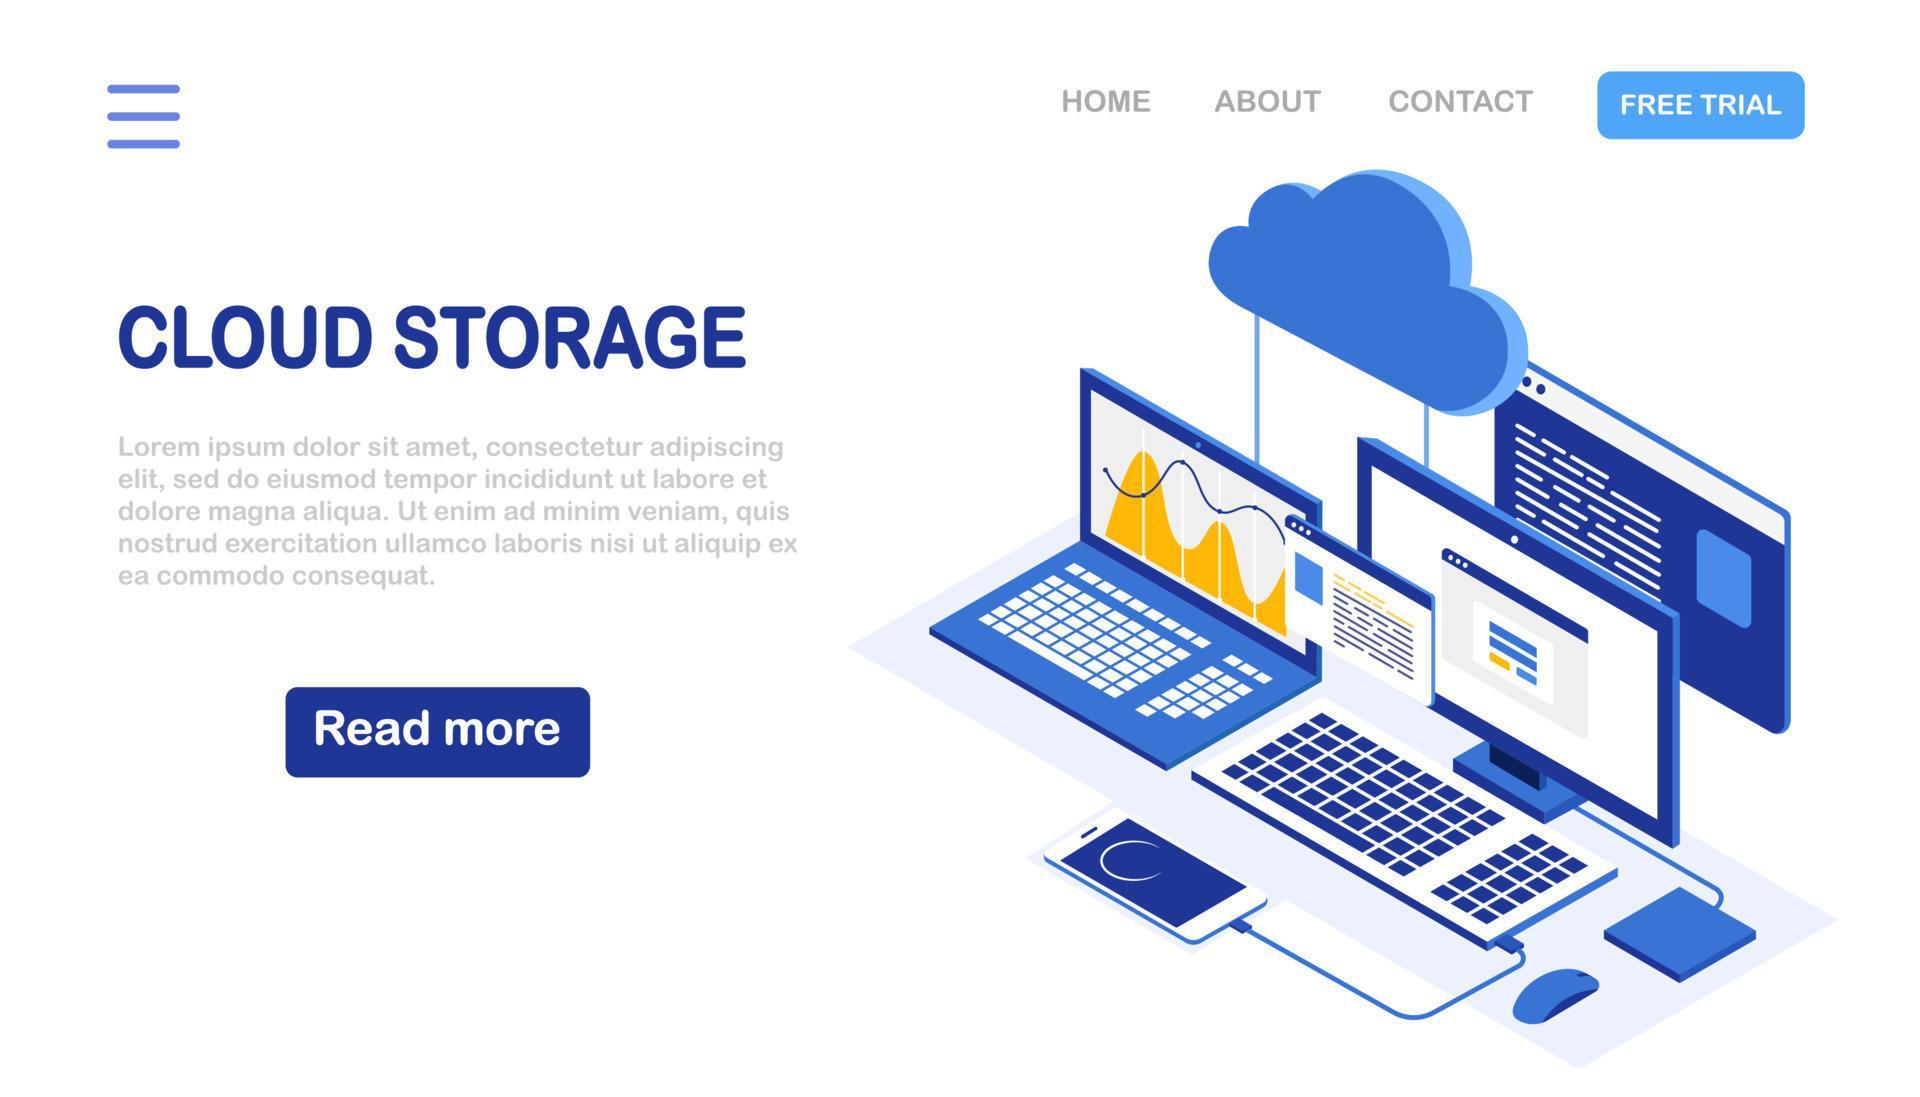 HOME ABOUT CONTACT FREE TRIAL
CLOUD STORAGE
Lorem ipsum dolor sit amet, consectetur adipiscing
elit, sed do eiusmod tempor incididunt ut labore et
dolore magna aliqua. Ut enim ad minim veniam, quis
nostrud exercitation ullamco laboris nisi ut aliquip ex
ea commodo consequat.
Read more